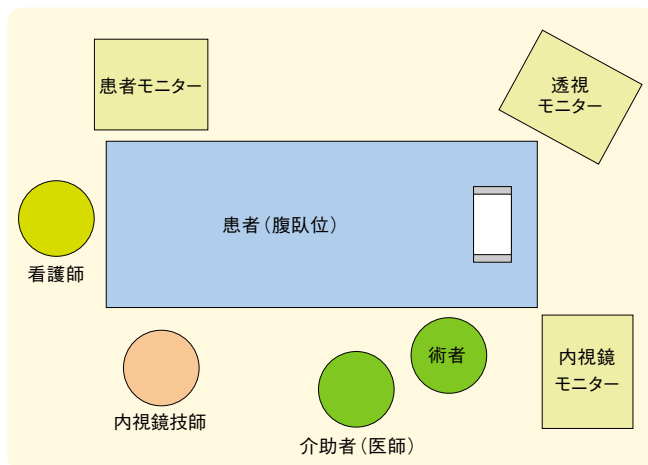 患者モニター
透視
モニター
患者（腹臥位）
看護師
術者
内視鏡
モニター
内視鏡技師
介助者（医師）